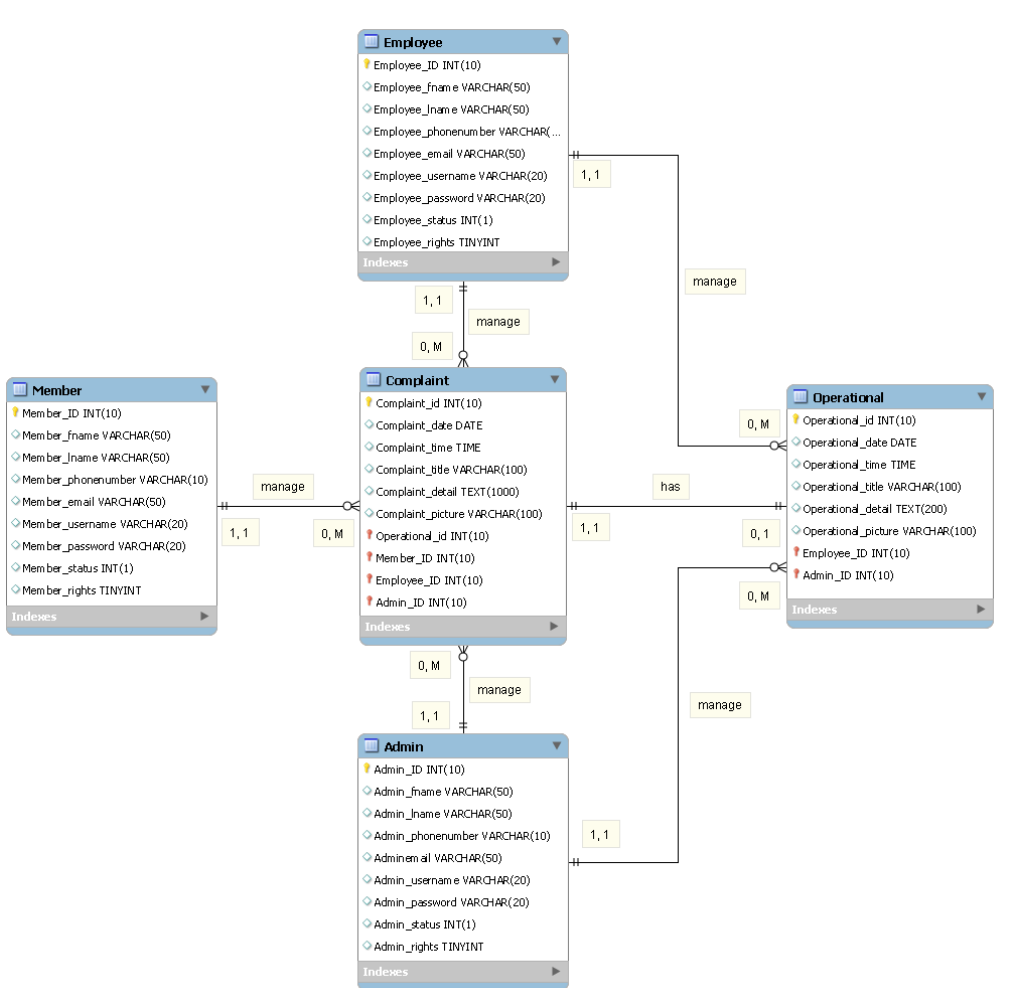 Employee
Employee_ID INT(10)
Employee_fname VARCHAR(50)
Employee_lname VARCHAR(50)
Employee_phonenumber VARCHAR(...
Employee_email VARCHAR(50)
Employee_username VARCHAR(20)
Employee_password VARCHAR(20)
Employee_status INT(1)
Employee_rights TINYINT
Indexes
1, 1
manage
1, 1
manage
0, M
Member
Member_ID INT(10)
Member_fname VARCHAR(50)
Member_lname VARCHAR(50)
Member_phonenumber VARCHAR(10)
Member_email VARCHAR(50)
Member_username VARCHAR(20)
Member_password VARCHAR(20)
Member_status INT(1)
Member_rights TINYINT
Indexes
manage
1, 1
0, M
Complaint
Complaint_id INT(10)
Complaint_date DATE
Complaint_time TIME
Complaint_title VARCHAR(100)
Complaint_detail TEXT(1000)
Complaint_picture VARCHAR(100)
Operational_id INT(10)
Member_ID INT(10)
Employee_ID INT(10)
Admin_ID INT(10)
Indexes
has
1, 1
0, 1
0, M
Operational
Operational_id INT(10)
Operational_date DATE
Operational_time TIME
Operational_title VARCHAR(100)
Operational_detail TEXT(200)
Operational_picture VARCHAR(100)
Employee_ID INT(10)
Admin_ID INT(10)
Indexes
0, M
0, M
manage
1, 1
manage
Admin
Admin_ID INT(10)
Admin_fname VARCHAR(50)
Admin_lname VARCHAR(50)
Admin_phonenumber VARCHAR(10)
Adminemail VARCHAR(50)
Admin_username VARCHAR(20)
Admin_password VARCHAR(20)
Admin_status INT(1)
Admin_rights TINYINT
Indexes
1, 1